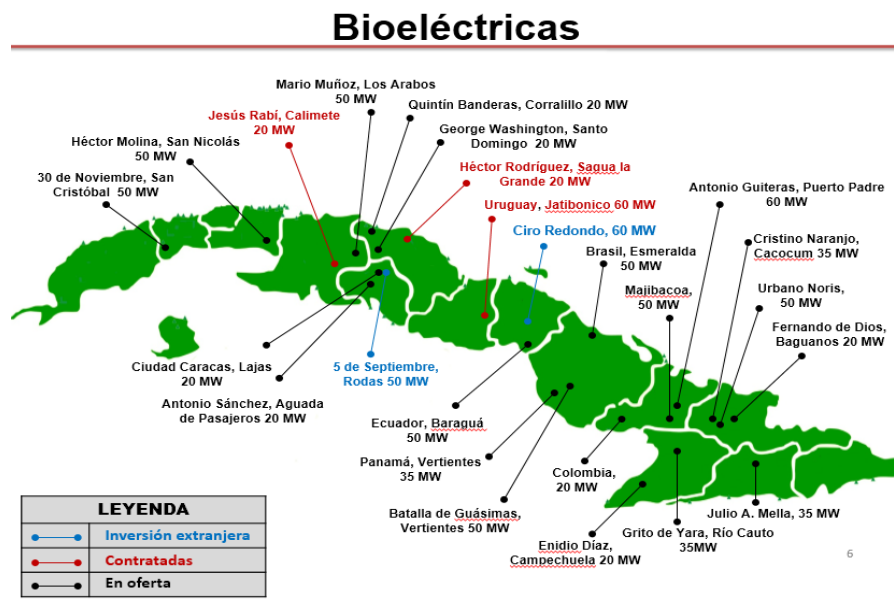 Bioeléctricas
Mario Muñoz, Los Arabos
50 MW
Quintín Banderas, Corralillo 20 MW
Jesús Rabí, Calimete
20 MW
George Washington, Santo
Domingo 20 MW
Héctor Molina, San Nicolás
50 MW
Héctor Rodríguez, Sagua la
Grande 20 MW
30 de Noviembre, San
Cristóbal 50 MW
Antonio Guiteras, Puerto Padre
60 MW
Uruguay, Jatibonico 60 MW
Ciro Redondo, 60 MW
Cristino Naranjo,
Cacocum 35 MW
Brasil, Esmeralda
50 MW
Majibacoa,
50 MW
Urbano Noris,
50 MW
Fernando de Dios,
Baguanos 20 MW
Ciudad Caracas, Lajas
20 MW
5 de Septiembre,
Rodas 50 MW
Antonio Sánchez, Aguada
de Pasajeros 20 MW
Ecuador, Baraguá
50 MW
Panamá, Vertientes
35 MW
Colombia,
20 MW
Batalla de Guásimas,
Vertientes 50 MW
Julio A. Mella, 35 MW
Grito de Yara, Río Cauto
35MW
Enidio Díaz,
Campechuela 20 MW
LEYENDA
Inversión extranjera
Contratadas
En oferta
6